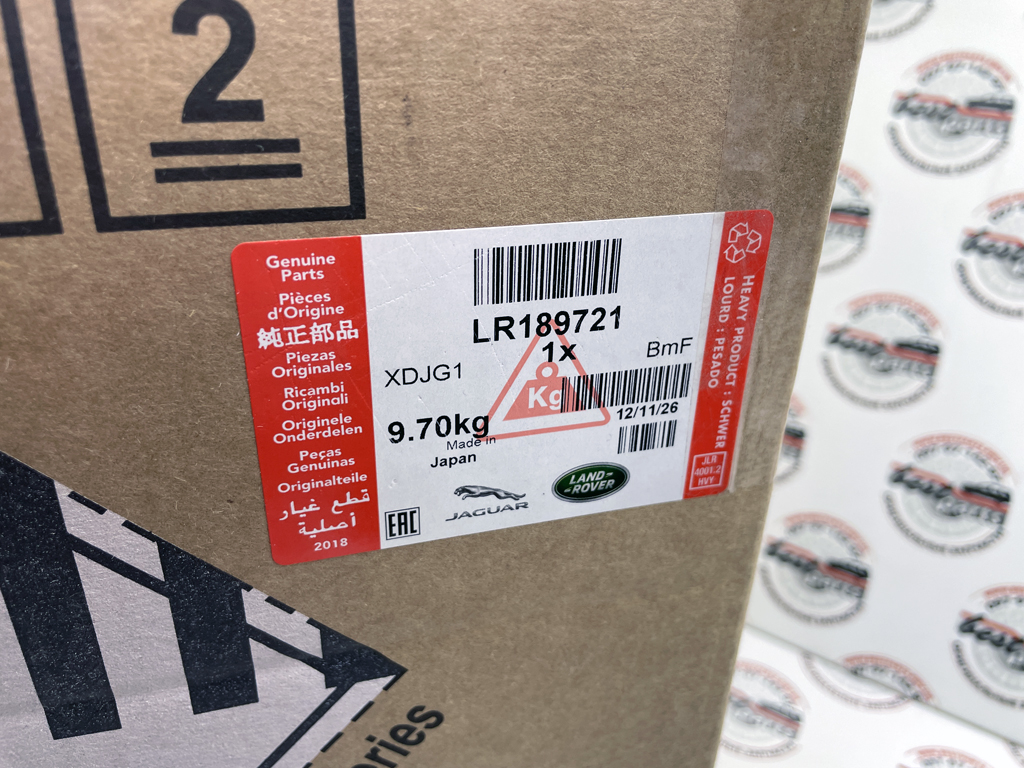 2
Genuine
Parts
Pièces
d'Origine
純正部品
Piezas
Originales
Ricambi
Originali
Originele
Onderdelen
Peças
Genuinas
Originalteile
قطع غيار
أصلية
2018
LR189721
1x
XDJG1
BmF
Kg
12/11/26
9.70kg
Made in
Japan
EAC
JAGUAR
LAND-
-ROVER
HEAVY PRODUCT : SCHWER
LOURD : PESADO
JLR
4001:2
HVY